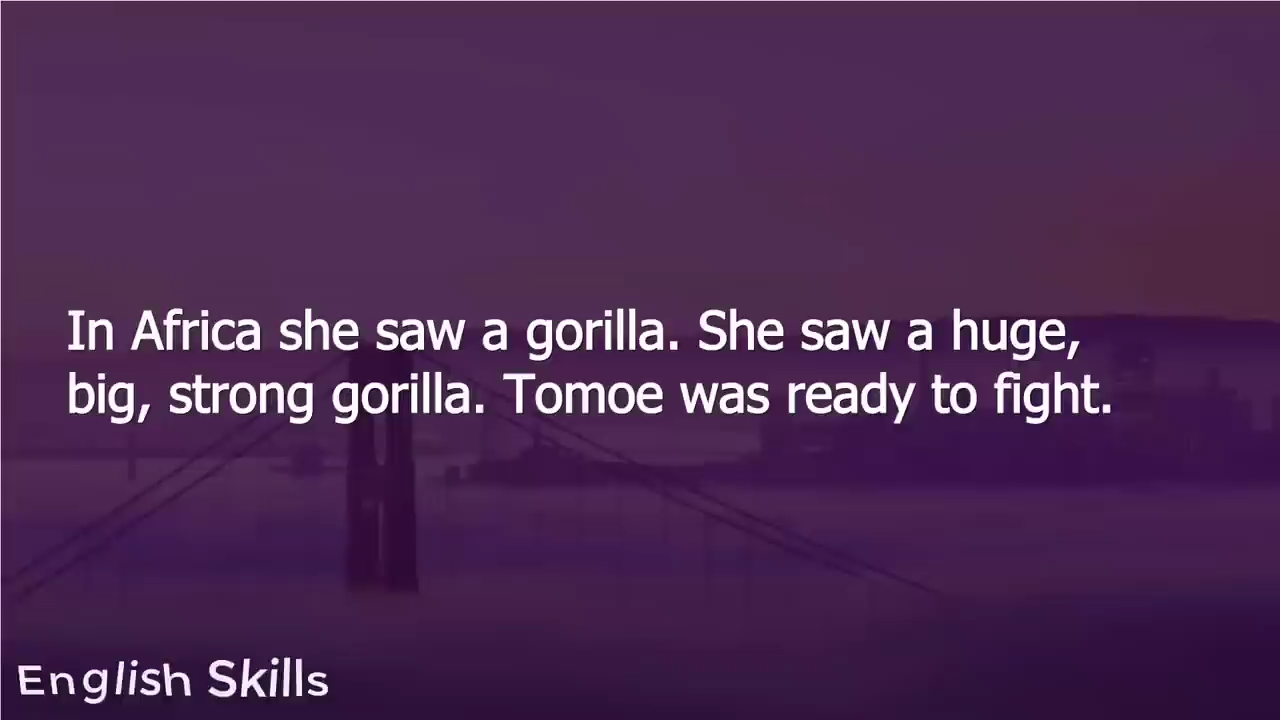 In Africa she saw a gorilla. She saw a huge,
big, strong gorilla. Tomoe was ready to fight.
English Skills